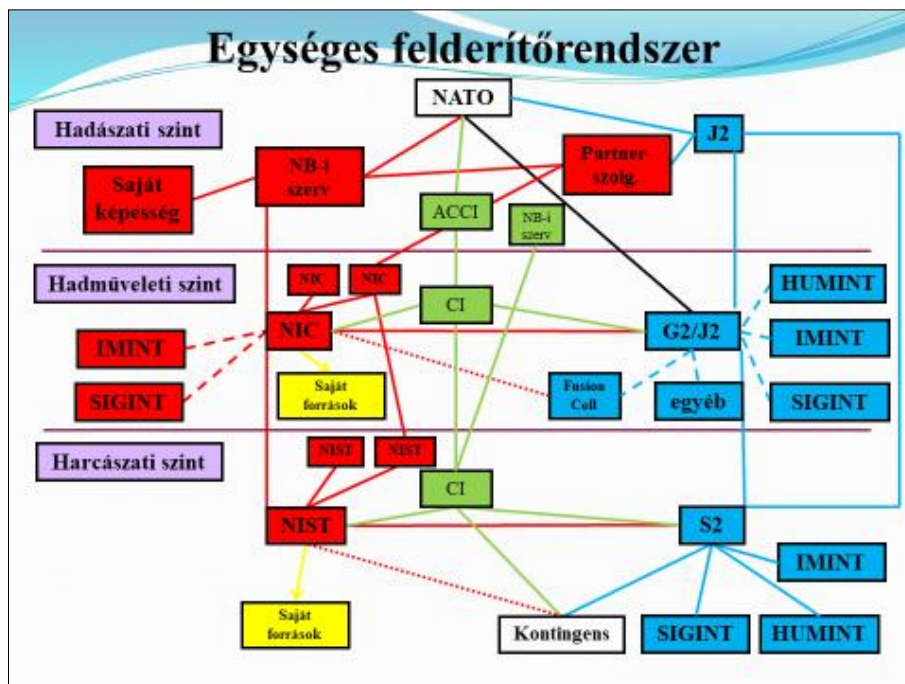 Egységes felderítőrendszer
NATO
Hadászati szint
J2
NB-i
szerv
Partner-
szolg.
Saját
képesség
ACCI
NB-i
szerv
Hadműveleti szint
NIC
NIC
HUMINT
CI
NIC
G2/J2
IMINT
IMINT
SIGINT
Saját
források
Fusion
Cell
egyéb
SIGINT
Harcászati szint
NIST
NIST
CI
NIST
S2
IMINT
Saját
források
Kontingens
SIGINT
HUMINT